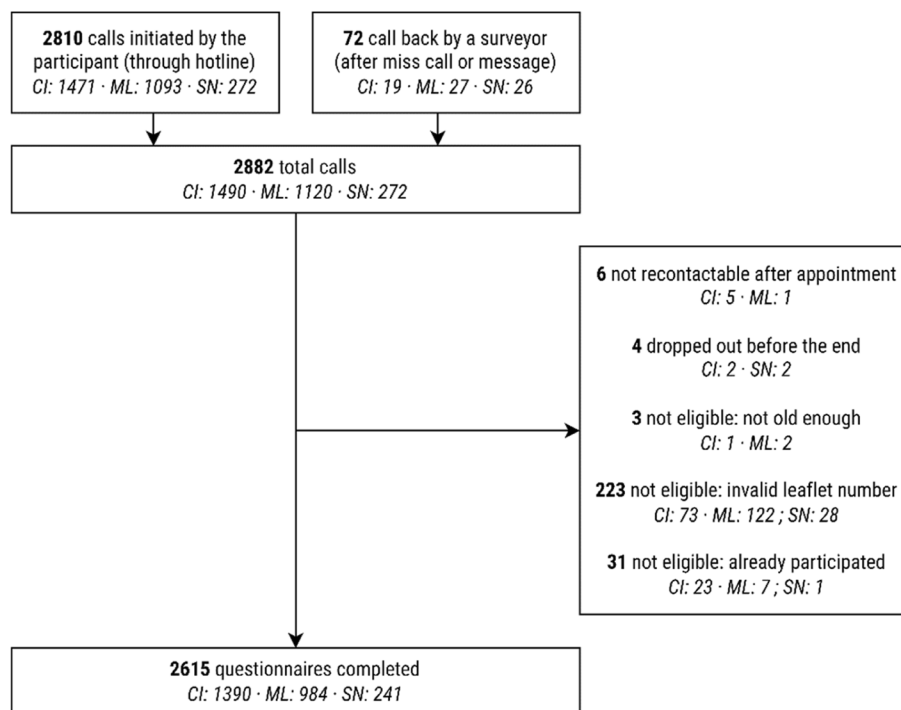 2810 calls initiated by the
participant (through hotline)
CI: 1471 · ML: 1093 · SN: 272
72 call back by a surveyor
(after miss call or message)
CI: 19 · ML: 27 · SN: 26
2882 total calls
CI: 1490 · ML: 1120 · SN: 272
6 not recontactable after appointment
CI: 5 · ML: 1
4 dropped out before the end
CI: 2 · SN: 2
3 not eligible: not old enough
CI: 1 · ML: 2
223 not eligible: invalid leaflet number
CI: 73 · ML: 122 ; SN: 28
31 not eligible: already participated
CI: 23 · ML: 7 ; SN: 1
2615 questionnaires completed
CI: 1390 · ML: 984 · SN: 241